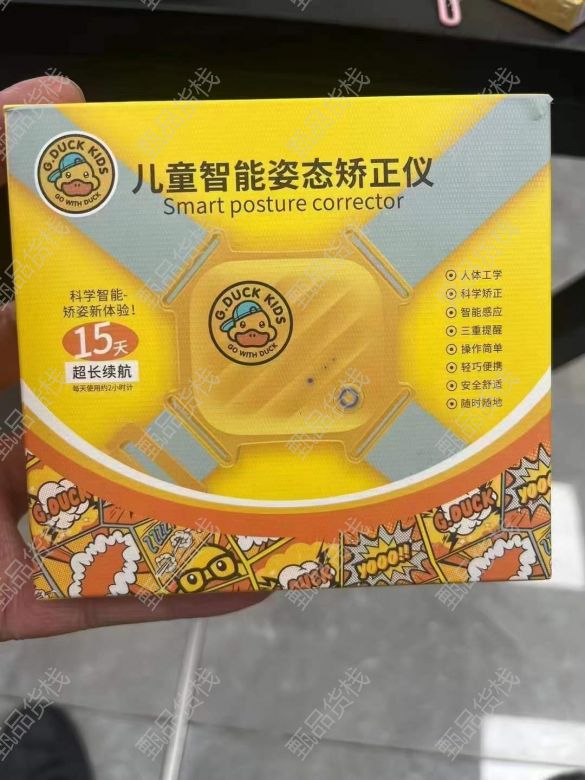 G.DUCK KIDS
GO WITH DUCK
儿童智能姿态矫正仪
Smart posture corrector
科学智能-
矫姿新体验!
15天
超长续航
每天使用约2小时计
G.DUCK KIDS
GO WITH DUCK
人体工学
科学矫正
智能感应
三重提醒
操作简单
轻巧便携
安全舒适
随时随地
G.DUCK
DUCK
YOOO!!
G.DUCK
YOOO
甄品货栈